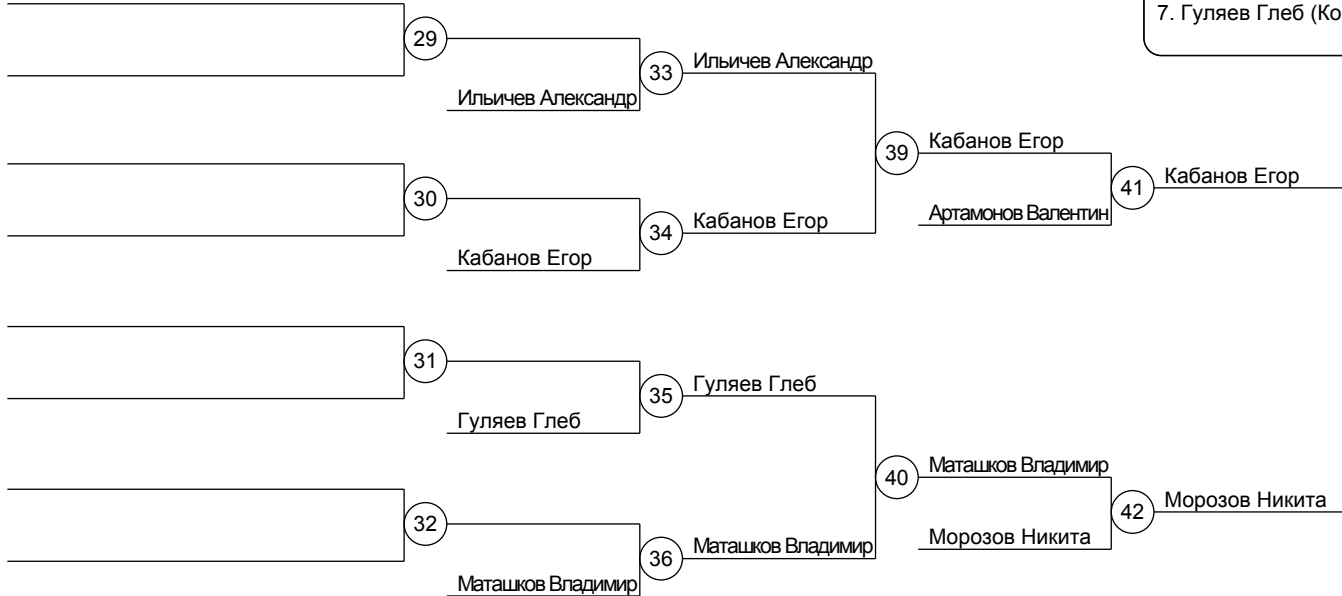 7. Гуляев Глеб (Ко
29
33
Ильичев Александр
Ильичев Александр
39
Кабанов Егор
30
41
Кабанов Егор
34
Кабанов Егор
Артамонов Валентин
Кабанов Егор
31
35
Гуляев Глеб
Гуляев Глеб
40
Маташков Владимир
32
42
Морозов Никита
36
Маташков Владимир
Морозов Никита
Маташков Владимир